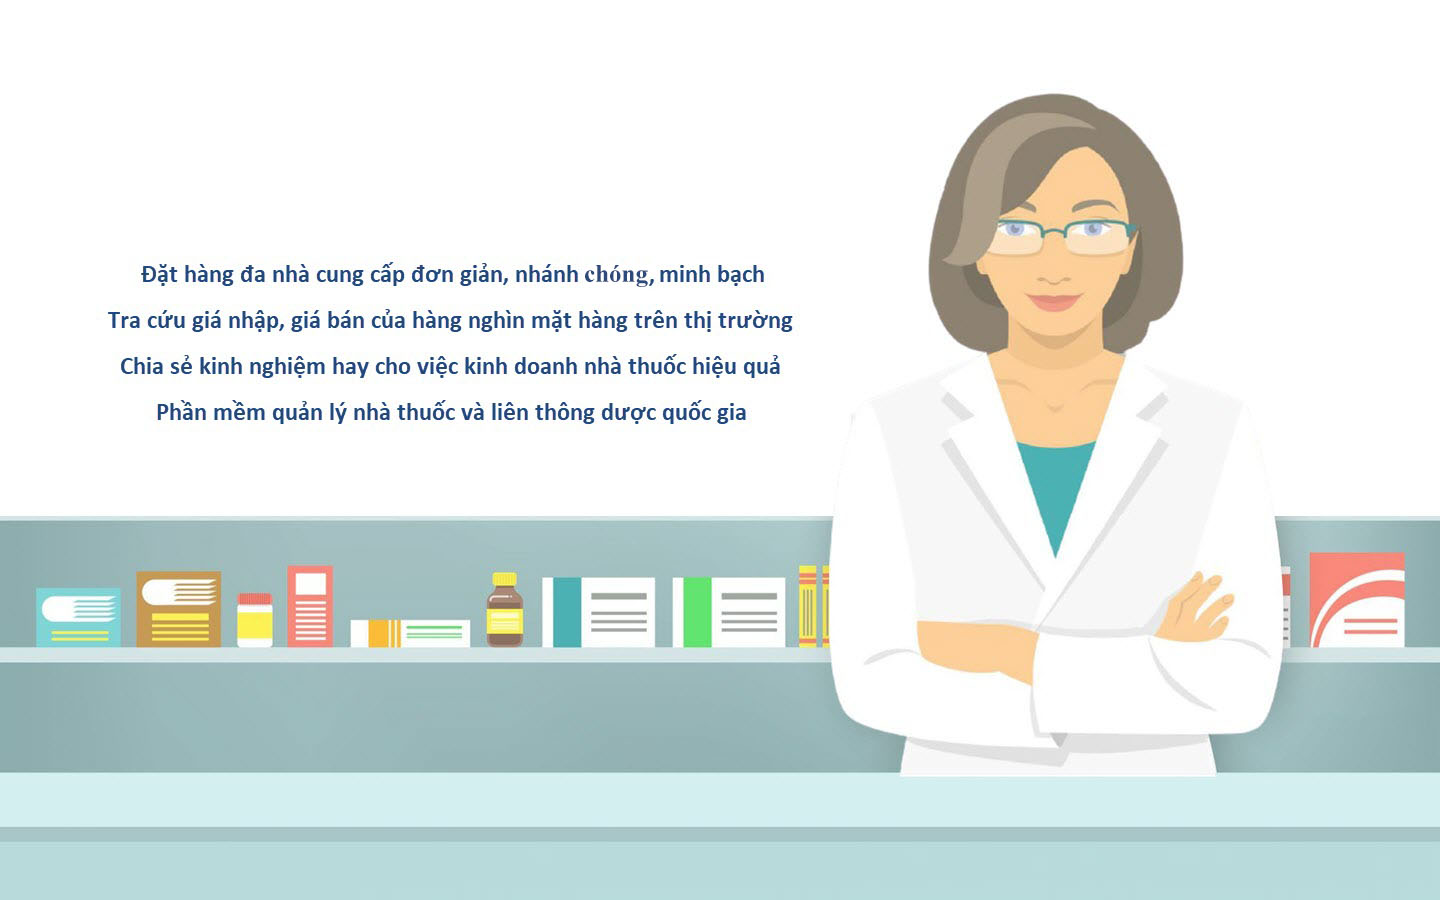 Đặt hàng đa nhà cung cấp đơn giản, nhánh chóng, minh bạch
Tra cứu giá nhập, giá bán của hàng nghìn mặt hàng trên thị trường
Chia sẻ kinh nghiệm hay cho việc kinh doanh nhà thuốc hiệu quả
Phần mềm quản lý nhà thuốc và liên thông dược quốc gia